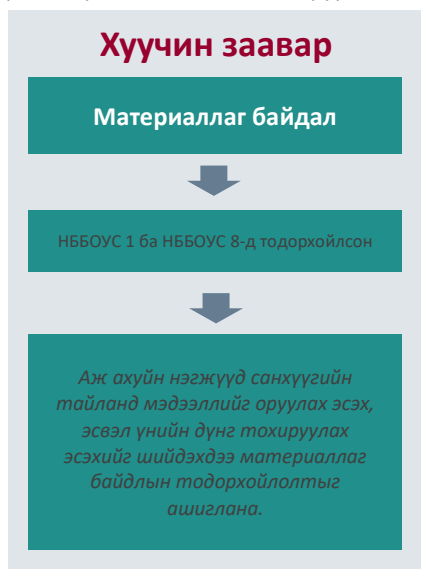 Хуучин заавар
Материаллаг байдал
НББОУС 1 ба НББОУС 8-д тодорхойлсон
Аж ахуйн нэгжүүд санхүүгийн
тайланд мэдээллийг оруулах эсэх,
эсвэл үнийн дүнг тохируулах
эсэхийг шийдэхдээ материаллаг
байдлын тодорхойлолтыг
ашиглана.